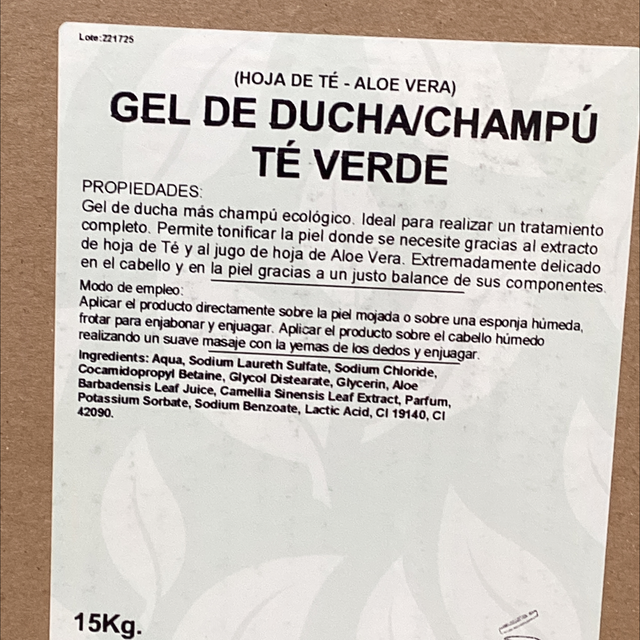 Lote:221725
(HOJA DE TÉ - ALOE VERA)
GEL DE DUCHA/CHAMPÚ
TÉ VERDE
PROPIEDADES:
Gel de ducha más champú ecológico. Ideal para realizar un tratamiento
completo. Permite tonificar la piel donde se necesite gracias al extracto
de hoja de Té y al jugo de hoja de Aloe Vera. Extremadamente delicado
en el cabello y en la piel gracias a un justo balance de sus componentes.
Modo de empleo:
Aplicar el producto directamente sobre la piel mojada o sobre una esponja húmeda,
frotar para enjabonar y enjuagar. Aplicar el producto sobre el cabello húmedo
realizando un suave masaje con la yemas de los dedos y enjuagar.
Ingredients: Aqua, Sodium Laureth Sulfate, Sodium Chloride,
Cocamidopropyl Betaine, Glycol Distearate, Glycerin, Aloe
Barbadensis Leaf Juice, Camellia Sinensis Leaf Extract, Parfum,
Potassium Sorbate, Sodium Benzoate, Lactic Acid, CI 19140, CI
42090.
15Kg.